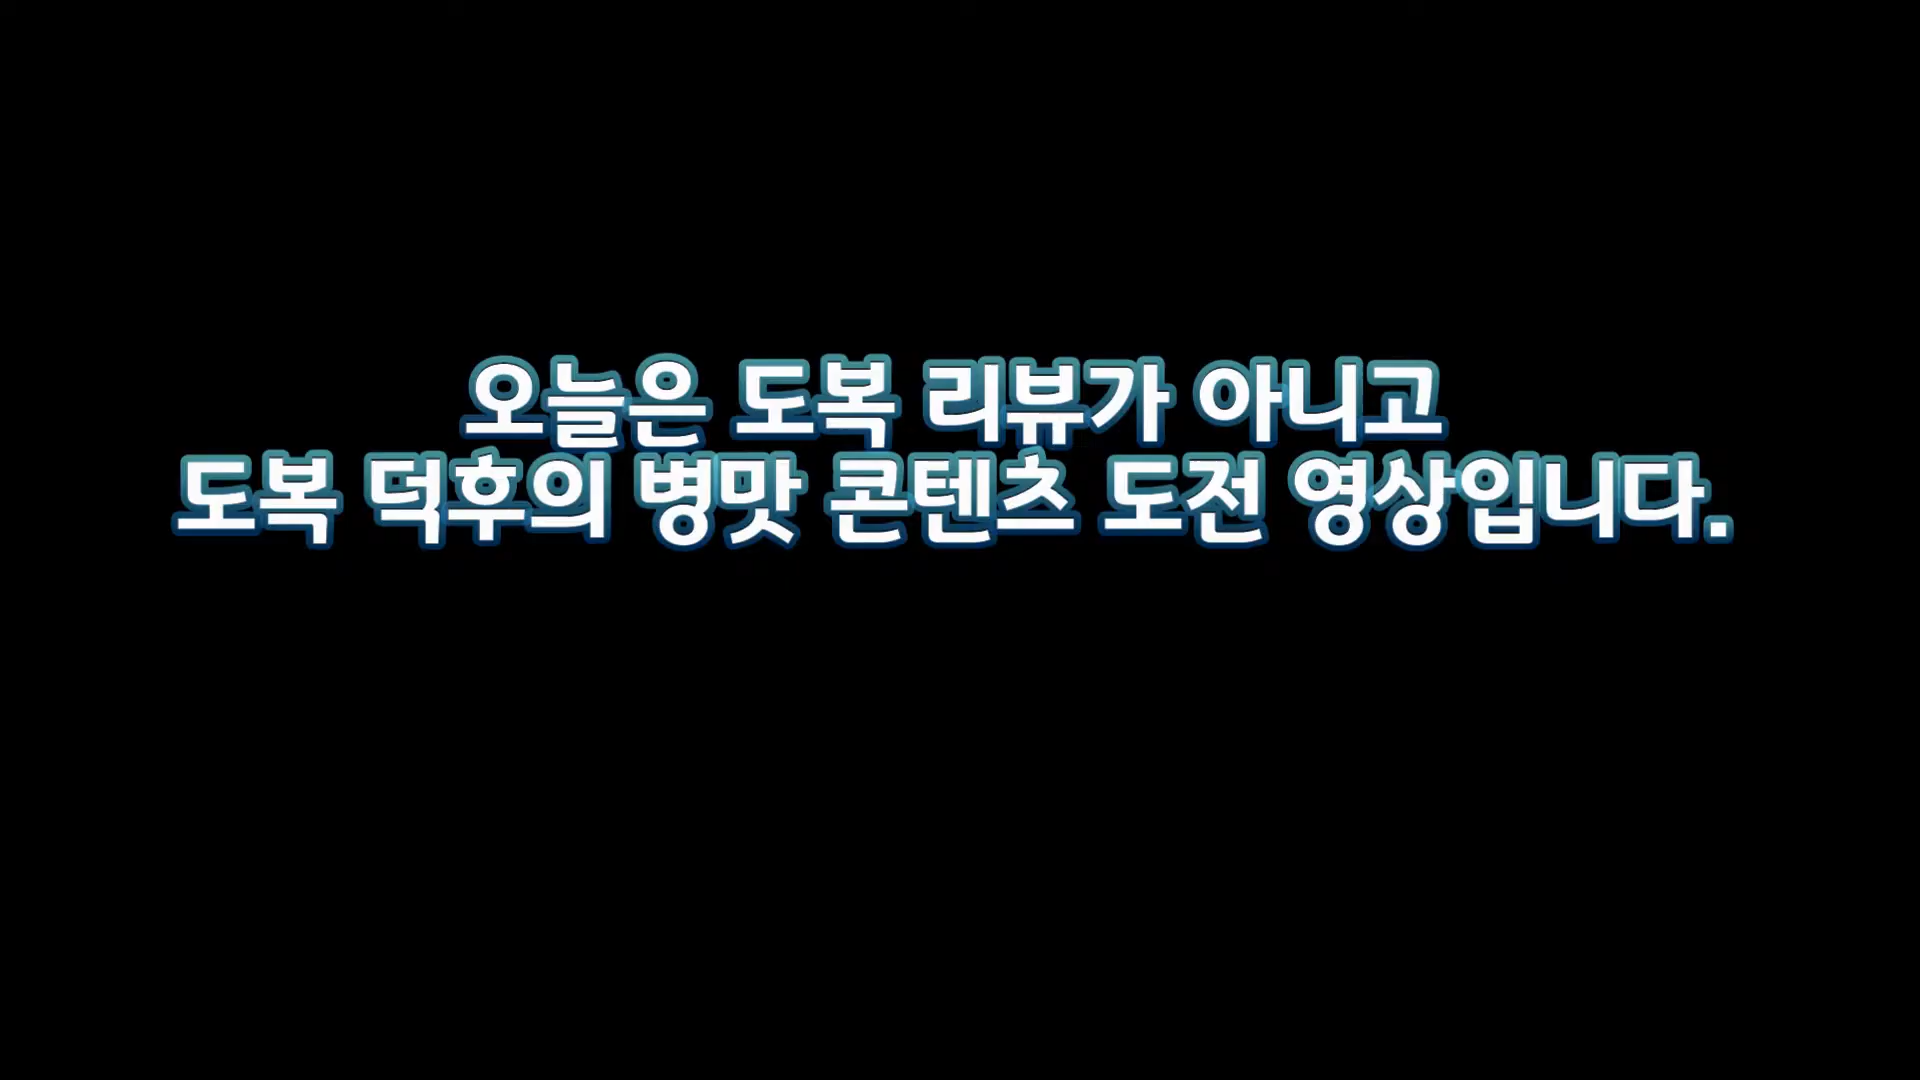 오늘은 도복 리뷰가 아니고
도복 덕후의 병맛 콘텐츠 도전 영상입니다.